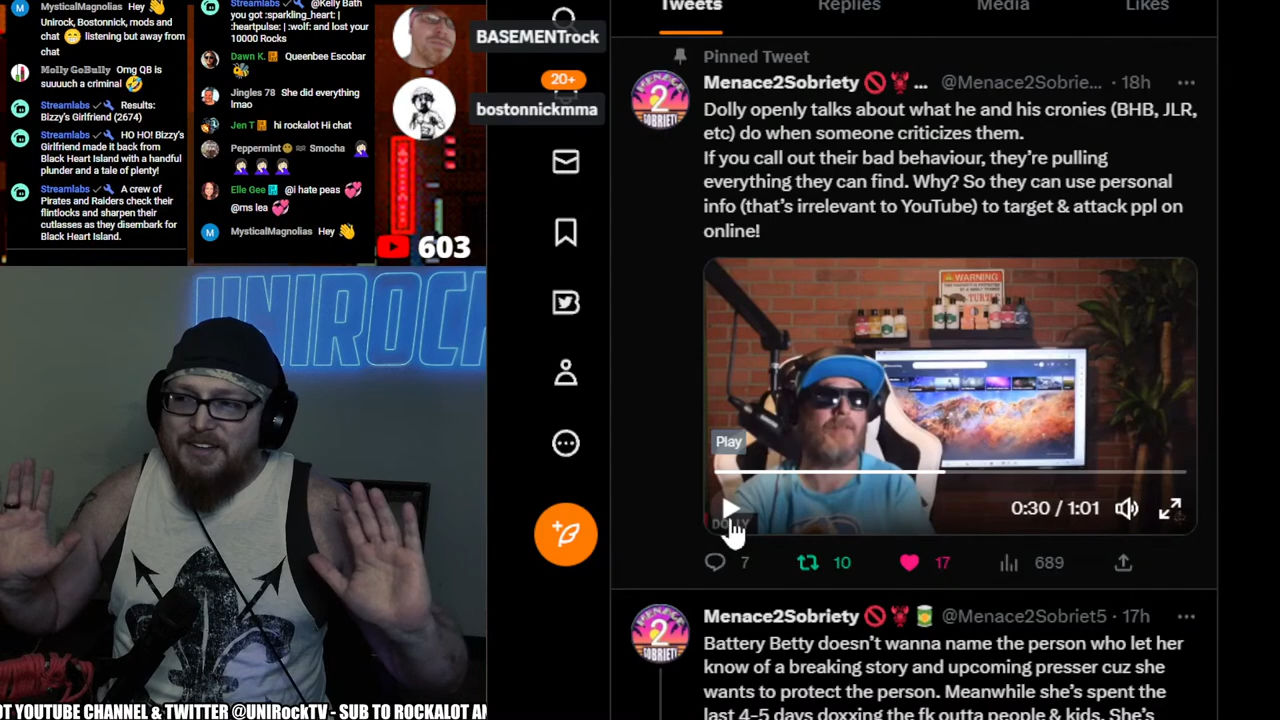 MysticalMagnolias Hey 👋
Unirock, Bostonnick, mods and
chat 😁 listening but away from
chat
Molly GoBully Omg QB is
suuuuch a criminal 🤣
Streamlabs Results:
Bizzy's Girlfriend (2674)
Streamlabs HO HO! Bizzy's
Girlfriend made it back from
Black Heart Island with a handful
plunder and a tale of plenty!
Streamlabs A crew of
Pirates and Raiders check their
flintlocks and sharpen their
cutlasses as they disembark for
Black Heart Island.
Streamlabs @Kelly Bath
you got :sparkling_heart: |
:heartpulse: | :wolf: and lost your
10000 Rocks
Dawn K. Queenbee Escobar
🐝
Jingles 78 She did everything
lmao
Jen T hi rockalot Hi chat
Peppermint Smocha 🤦🏻‍♀️
🤦🏻‍♀️🤦🏻‍♀️🤦🏻‍♀️
Elle Gee @i hate peas 💞
@ms lea 💞
MysticalMagnolias Hey 👋
BASEMENTrock
bostonnickmma
603
UNIROCK
20+
Tweets Replies Media Likes
Pinned Tweet
Menace2Sobriety 🚫🦞... @Menace2Sobrie... · 18h
Dolly openly talks about what he and his cronies (BHB, JLR,
etc) do when someone criticizes them.
If you call out their bad behaviour, they're pulling
everything they can find. Why? So they can use personal
info (that's irrelevant to YouTube) to target & attack ppl on
online!
WARNING
TURTLE
Play
0:30 / 1:01
DOLLY
7 10 17 689
MENACE
2
SOBRIETY
Menace2Sobriety 🚫🦞🥫 @Menace2Sobriet5 · 17h
Battery Betty doesn't wanna name the person who let her
know of a breaking story and upcoming presser cuz she
wants to protect the person. Meanwhile she's spent the
last 4-5 days doxxing the fk outta people & kids. She's
OT YOUTUBE CHANNEL & TWITTER @UNIRockTV - SUB TO ROCKALOT AN